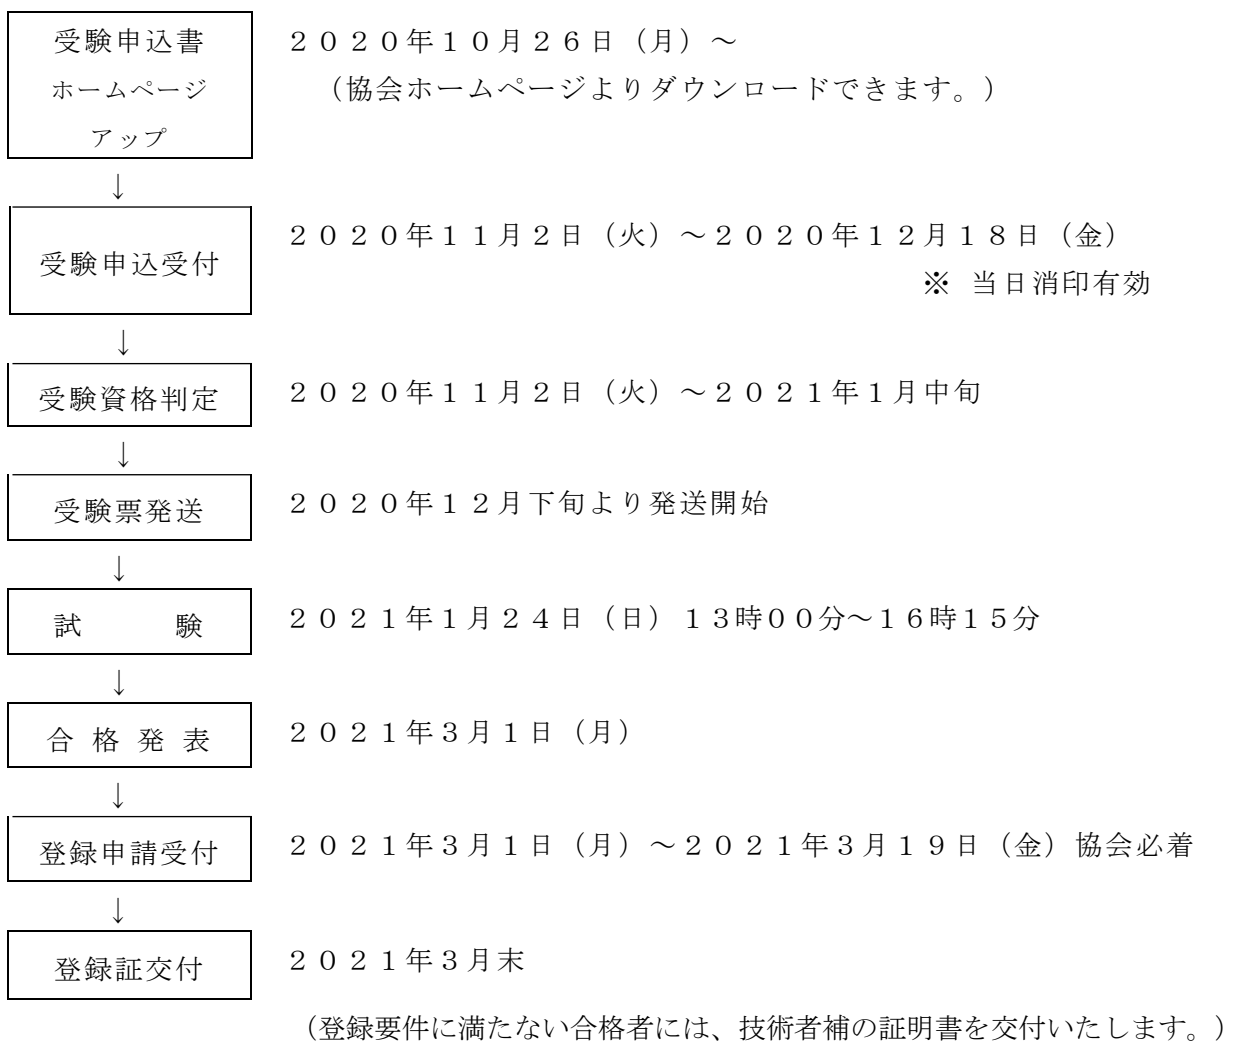 受験申込書
ホームページ
アップ
２０２０年１０月２６日（月）～
（協会ホームページよりダウンロードできます。）
↓
受験申込受付
２０２０年１１月２日（火）～２０２０年１２月１８日（金）
※ 当日消印有効
↓
受験資格判定
２０２０年１１月２日（火）～２０２１年１月中旬
↓
受験票発送
２０２０年１２月下旬より発送開始
↓
試　　験
２０２１年１月２４日（日）１３時００分～１６時１５分
↓
合 格 発 表
２０２１年３月１日（月）
↓
登録申請受付
２０２１年３月１日（月）～２０２１年３月１９日（金）協会必着
↓
登録証交付
２０２１年３月末
（登録要件に満たない合格者には、技術者補の証明書を交付いたします。）